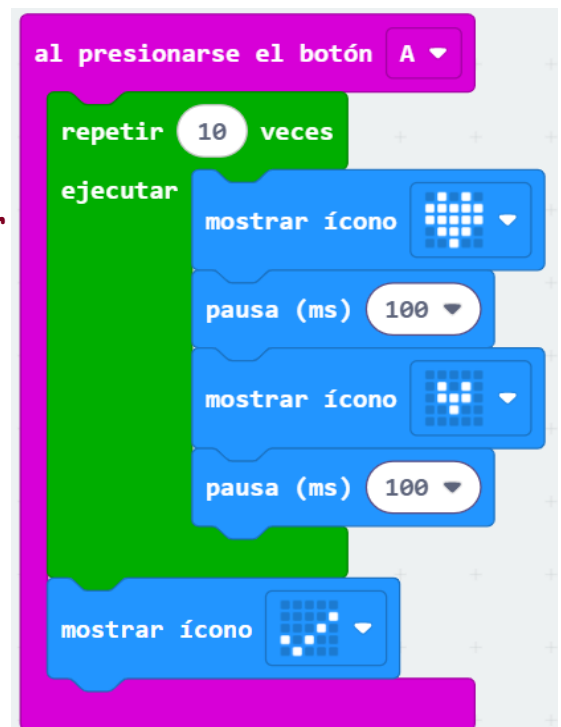 al presionarse el botón A
repetir 10 veces
ejecutar
mostrar ícono
pausa (ms) 100
mostrar ícono
pausa (ms) 100
mostrar ícono